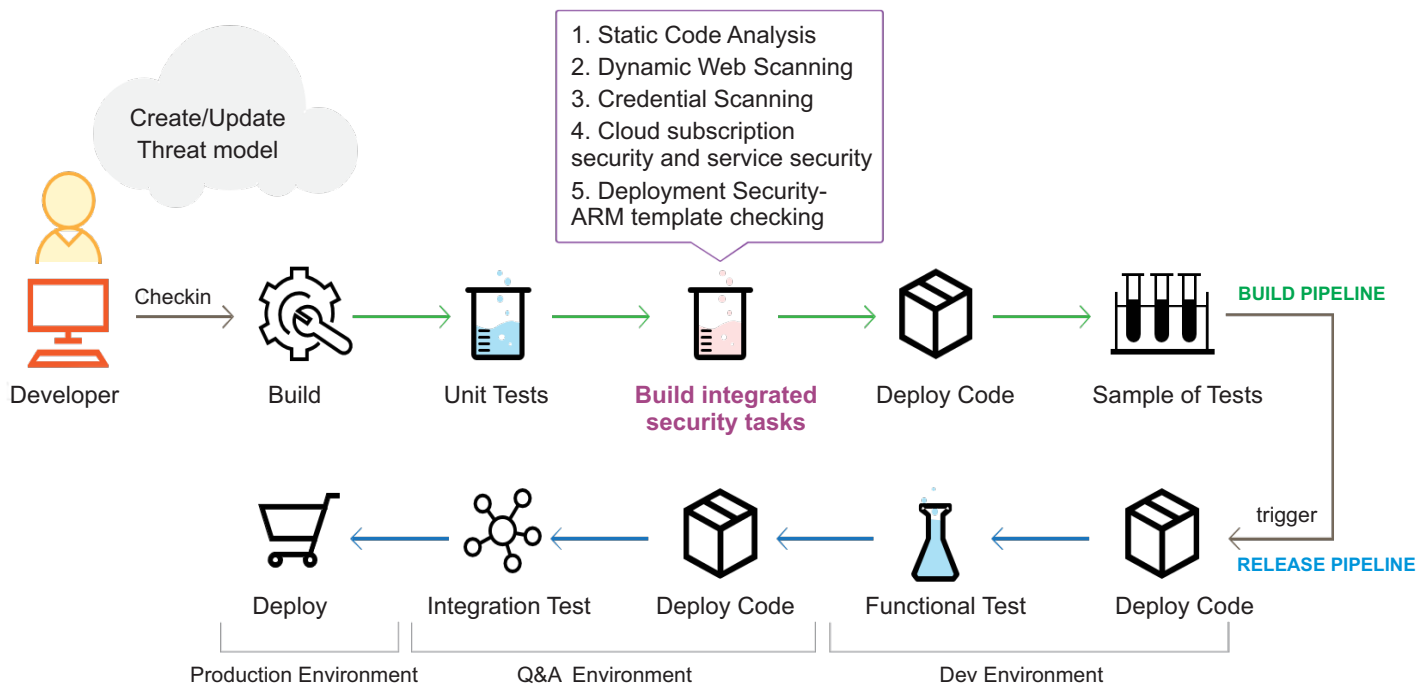 Create/Update
Threat model
1. Static Code Analysis
2. Dynamic Web Scanning
3. Credential Scanning
4. Cloud subscription
security and service security
5. Deployment Security-
ARM template checking
Checkin
BUILD PIPELINE
Developer
Build
Unit Tests
Build integrated
security tasks
Deploy Code
Sample of Tests
trigger
RELEASE PIPELINE
Deploy
Integration Test
Deploy Code
Functional Test
Deploy Code
Production Environment
Q&A Environment
Dev Environment